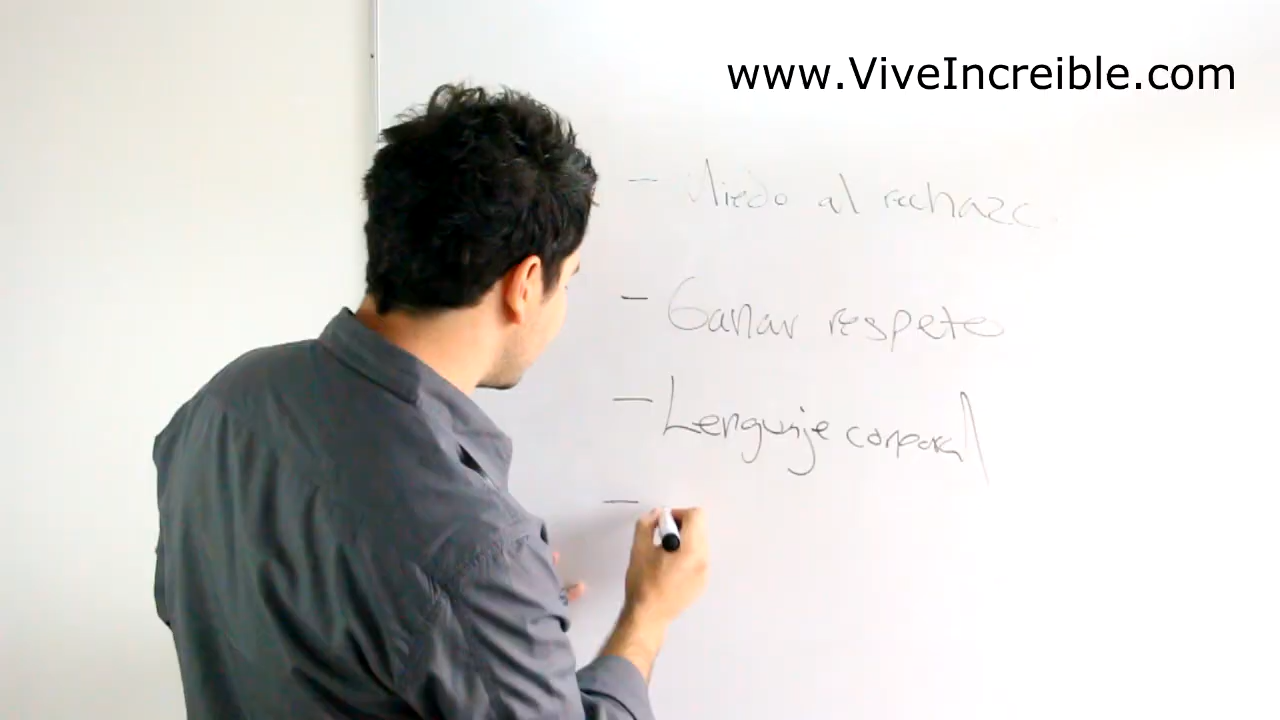 www.ViveIncreible.com
- Miedo al rechazo
- Ganar respeto
- Lenguaje corporal
-